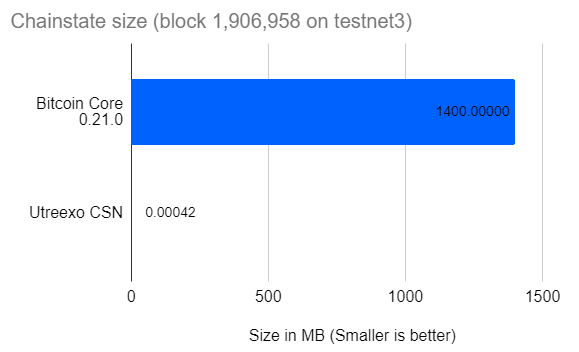 Chainstate size (block 1,906,958 on testnet3)
Bitcoin Core
0.21.0
1400.00000
Utreexo CSN
0.00042
0
500
1000
1500
Size in MB (Smaller is better)